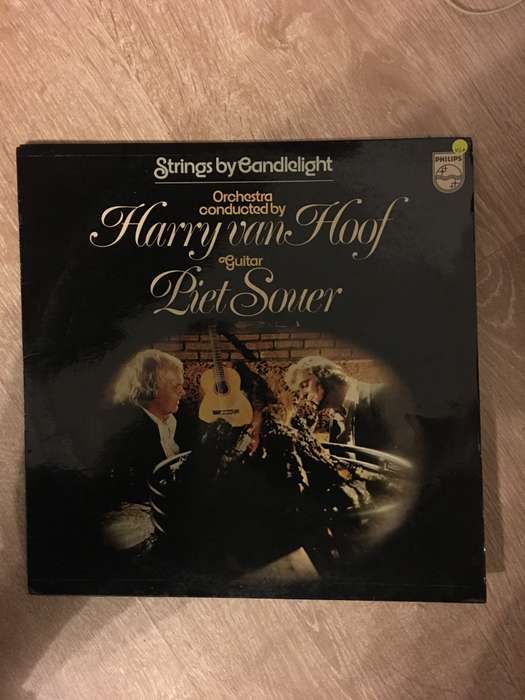 Strings by Candlelight
PHILIPS
Orchestra
conducted by
Harry van Hoof
Guitar
Piet Souer